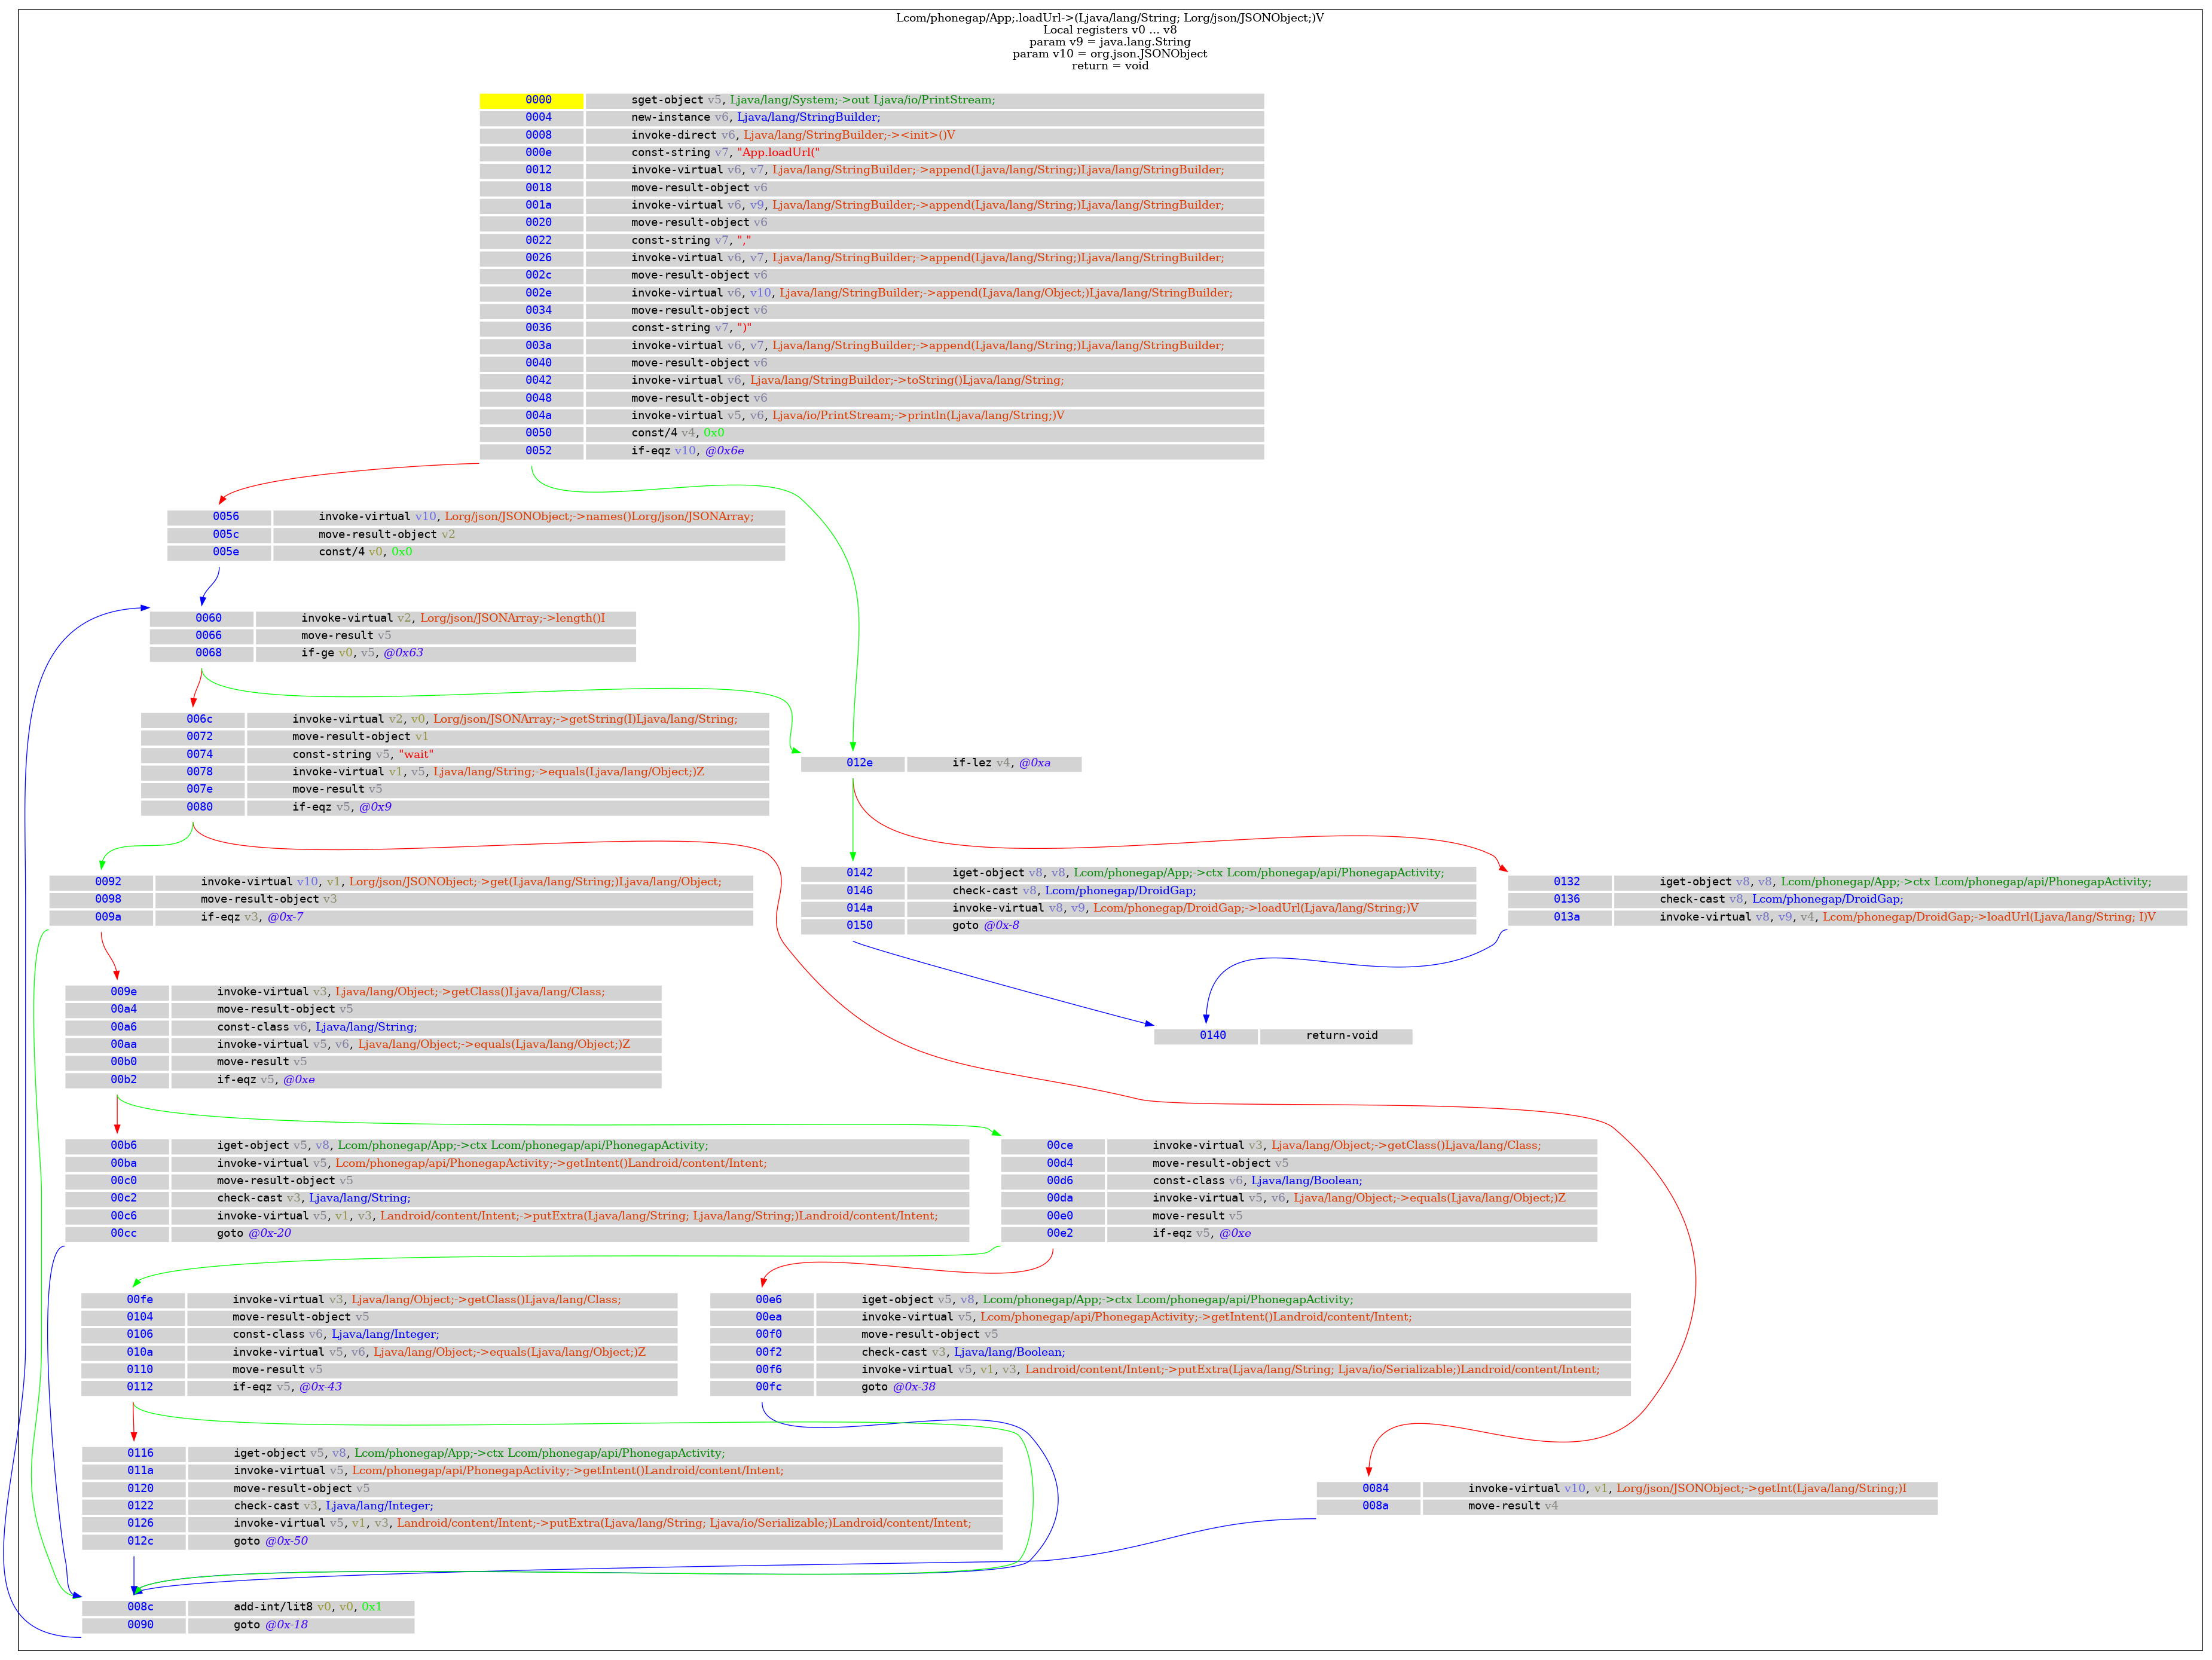 Lcom/phonegap/App;.loadUrl->(Ljava/lang/String; Lorg/json/JSONObject;)V
Local registers v0 ... v8
param v9 = java.lang.String
param v10 = org.json.JSONObject
return = void
0000 sget-object v5, Ljava/lang/System;->out Ljava/io/PrintStream;
0004 new-instance v6, Ljava/lang/StringBuilder;
0008 invoke-direct v6, Ljava/lang/StringBuilder;-><init>()V
000e const-string v7, "App.loadUrl("
0012 invoke-virtual v6, v7, Ljava/lang/StringBuilder;->append(Ljava/lang/String;)Ljava/lang/StringBuilder;
0018 move-result-object v6
001a invoke-virtual v6, v9, Ljava/lang/StringBuilder;->append(Ljava/lang/String;)Ljava/lang/StringBuilder;
0020 move-result-object v6
0022 const-string v7, ","
0026 invoke-virtual v6, v7, Ljava/lang/StringBuilder;->append(Ljava/lang/String;)Ljava/lang/StringBuilder;
002c move-result-object v6
002e invoke-virtual v6, v10, Ljava/lang/StringBuilder;->append(Ljava/lang/Object;)Ljava/lang/StringBuilder;
0034 move-result-object v6
0036 const-string v7, ")"
003a invoke-virtual v6, v7, Ljava/lang/StringBuilder;->append(Ljava/lang/String;)Ljava/lang/StringBuilder;
0040 move-result-object v6
0042 invoke-virtual v6, Ljava/lang/StringBuilder;->toString()Ljava/lang/String;
0048 move-result-object v6
004a invoke-virtual v5, v6, Ljava/io/PrintStream;->println(Ljava/lang/String;)V
0050 const/4 v4, 0x0
0052 if-eqz v10, @0x6e
0056 invoke-virtual v10, Lorg/json/JSONObject;->names()Lorg/json/JSONArray;
005c move-result-object v2
005e const/4 v0, 0x0
0060 invoke-virtual v2, Lorg/json/JSONArray;->length()I
0066 move-result v5
0068 if-ge v0, v5, @0x63
006c invoke-virtual v2, v0, Lorg/json/JSONArray;->getString(I)Ljava/lang/String;
0072 move-result-object v1
0074 const-string v5, "wait"
0078 invoke-virtual v1, v5, Ljava/lang/String;->equals(Ljava/lang/Object;)Z
007e move-result v5
0080 if-eqz v5, @0x9
012e if-lez v4, @0xa
0092 invoke-virtual v10, v1, Lorg/json/JSONObject;->get(Ljava/lang/String;)Ljava/lang/Object;
0098 move-result-object v3
009a if-eqz v3, @0x-7
0142 iget-object v8, v8, Lcom/phonegap/App;->ctx Lcom/phonegap/api/PhonegapActivity;
0146 check-cast v8, Lcom/phonegap/DroidGap;
014a invoke-virtual v8, v9, Lcom/phonegap/DroidGap;->loadUrl(Ljava/lang/String;)V
0150 goto @0x-8
0132 iget-object v8, v8, Lcom/phonegap/App;->ctx Lcom/phonegap/api/PhonegapActivity;
0136 check-cast v8, Lcom/phonegap/DroidGap;
013a invoke-virtual v8, v9, v4, Lcom/phonegap/DroidGap;->loadUrl(Ljava/lang/String; I)V
009e invoke-virtual v3, Ljava/lang/Object;->getClass()Ljava/lang/Class;
00a4 move-result-object v5
00a6 const-class v6, Ljava/lang/String;
00aa invoke-virtual v5, v6, Ljava/lang/Object;->equals(Ljava/lang/Object;)Z
00b0 move-result v5
00b2 if-eqz v5, @0xe
0140 return-void
00b6 iget-object v5, v8, Lcom/phonegap/App;->ctx Lcom/phonegap/api/PhonegapActivity;
00ba invoke-virtual v5, Lcom/phonegap/api/PhonegapActivity;->getIntent()Landroid/content/Intent;
00c0 move-result-object v5
00c2 check-cast v3, Ljava/lang/String;
00c6 invoke-virtual v5, v1, v3, Landroid/content/Intent;->putExtra(Ljava/lang/String; Ljava/lang/String;)Landroid/content/Intent;
00cc goto @0x-20
00ce invoke-virtual v3, Ljava/lang/Object;->getClass()Ljava/lang/Class;
00d4 move-result-object v5
00d6 const-class v6, Ljava/lang/Boolean;
00da invoke-virtual v5, v6, Ljava/lang/Object;->equals(Ljava/lang/Object;)Z
00e0 move-result v5
00e2 if-eqz v5, @0xe
00fe invoke-virtual v3, Ljava/lang/Object;->getClass()Ljava/lang/Class;
0104 move-result-object v5
0106 const-class v6, Ljava/lang/Integer;
010a invoke-virtual v5, v6, Ljava/lang/Object;->equals(Ljava/lang/Object;)Z
0110 move-result v5
0112 if-eqz v5, @0x-43
00e6 iget-object v5, v8, Lcom/phonegap/App;->ctx Lcom/phonegap/api/PhonegapActivity;
00ea invoke-virtual v5, Lcom/phonegap/api/PhonegapActivity;->getIntent()Landroid/content/Intent;
00f0 move-result-object v5
00f2 check-cast v3, Ljava/lang/Boolean;
00f6 invoke-virtual v5, v1, v3, Landroid/content/Intent;->putExtra(Ljava/lang/String; Ljava/io/Serializable;)Landroid/content/Intent;
00fc goto @0x-38
0116 iget-object v5, v8, Lcom/phonegap/App;->ctx Lcom/phonegap/api/PhonegapActivity;
011a invoke-virtual v5, Lcom/phonegap/api/PhonegapActivity;->getIntent()Landroid/content/Intent;
0120 move-result-object v5
0122 check-cast v3, Ljava/lang/Integer;
0126 invoke-virtual v5, v1, v3, Landroid/content/Intent;->putExtra(Ljava/lang/String; Ljava/io/Serializable;)Landroid/content/Intent;
012c goto @0x-50
0084 invoke-virtual v10, v1, Lorg/json/JSONObject;->getInt(Ljava/lang/String;)I
008a move-result v4
008c add-int/lit8 v0, v0, 0x1
0090 goto @0x-18